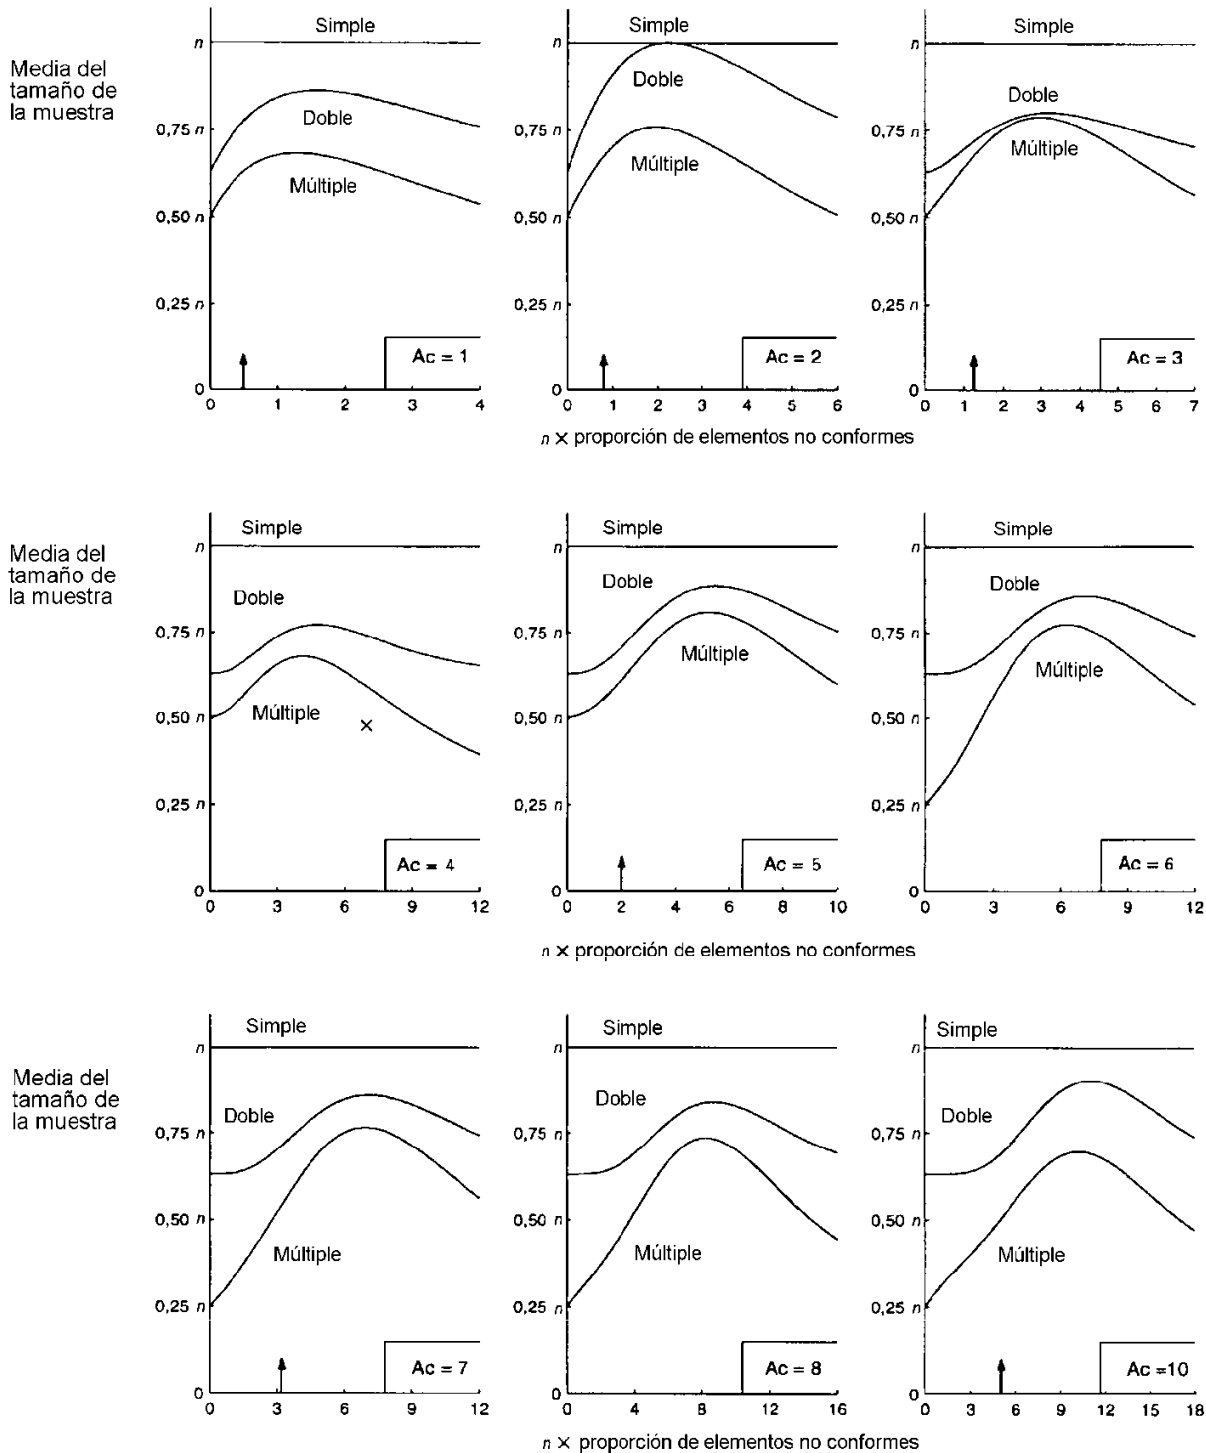 Media del
tamaño de
la muestra
Simple
n
Doble
0,75 n
Múltiple
0,50 n
0,25 n
Ac = 1
0
0 1 2 3 4
Simple
n
Doble
0,75 n
Múltiple
0,50 n
0,25 n
Ac = 2
0
0 1 2 3 4 5 6
Simple
n
Doble
0,75 n
Múltiple
0,50 n
0,25 n
Ac = 3
0
0 1 2 3 4 5 6 7
n × proporción de elementos no conformes
Media del
tamaño de
la muestra
Simple
n
Doble
0,75 n
Múltiple
0,50 n
×
0,25 n
Ac = 4
0
0 3 6 9 12
Simple
n
Doble
0,75 n
Múltiple
0,50 n
0,25 n
Ac = 5
0
0 2 4 6 8 10
Simple
n
Doble
0,75 n
Múltiple
0,50 n
0,25 n
Ac = 6
0
0 3 6 9 12
n × proporción de elementos no conformes
Media del
tamaño de
la muestra
Simple
n
Doble
0,75 n
0,50 n
Múltiple
0,25 n
Ac = 7
0
0 3 6 9 12
Simple
n
Doble
0,75 n
0,50 n
Múltiple
0,25 n
Ac = 8
0
0 4 8 12 16
Simple
n
Doble
0,75 n
0,50 n
Múltiple
0,25 n
Ac =10
0
0 3 6 9 12 15 18
n × proporción de elementos no conformes